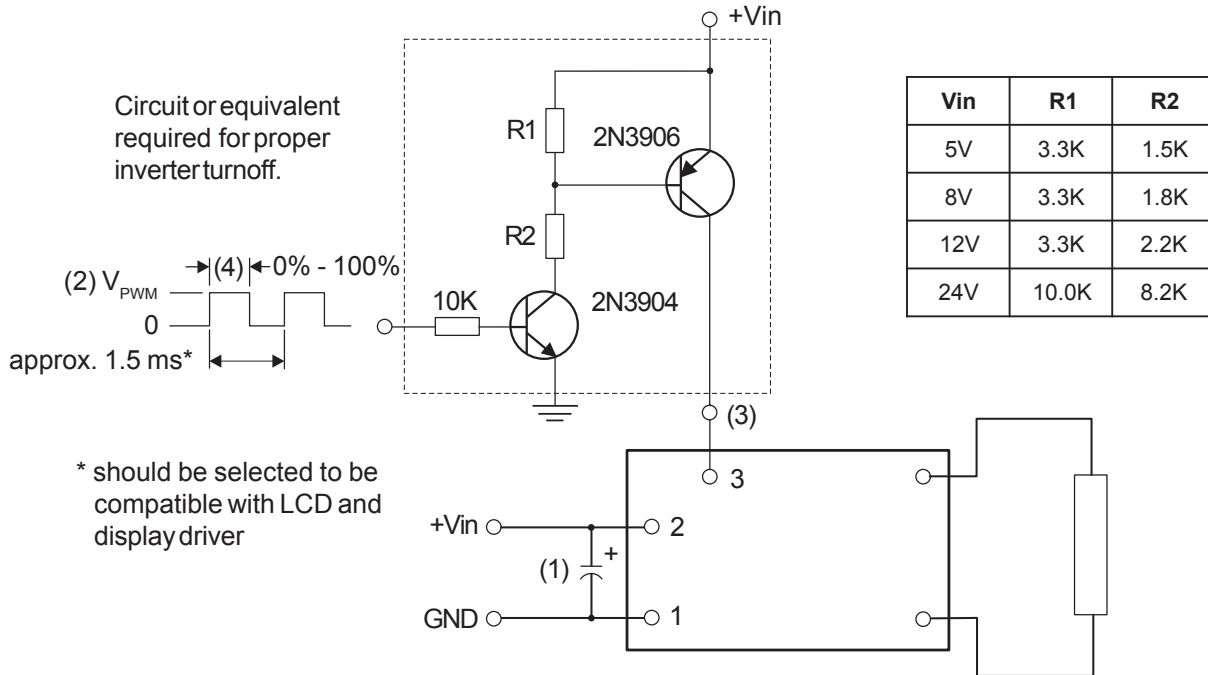 +Vin
Circuit or equivalent
required for proper
inverter turnoff.
R1
2N3906
R2
(2) VPWM
(4)
0% - 100%
0
10K
2N3904
approx. 1.5 ms*
(3)
Vin R1 R2
5V 3.3K 1.5K
8V 3.3K 1.8K
12V 3.3K 2.2K
24V 10.0K 8.2K
* should be selected to be
compatible with LCD and
display driver
3
+Vin
2
(1)
+
GND
1